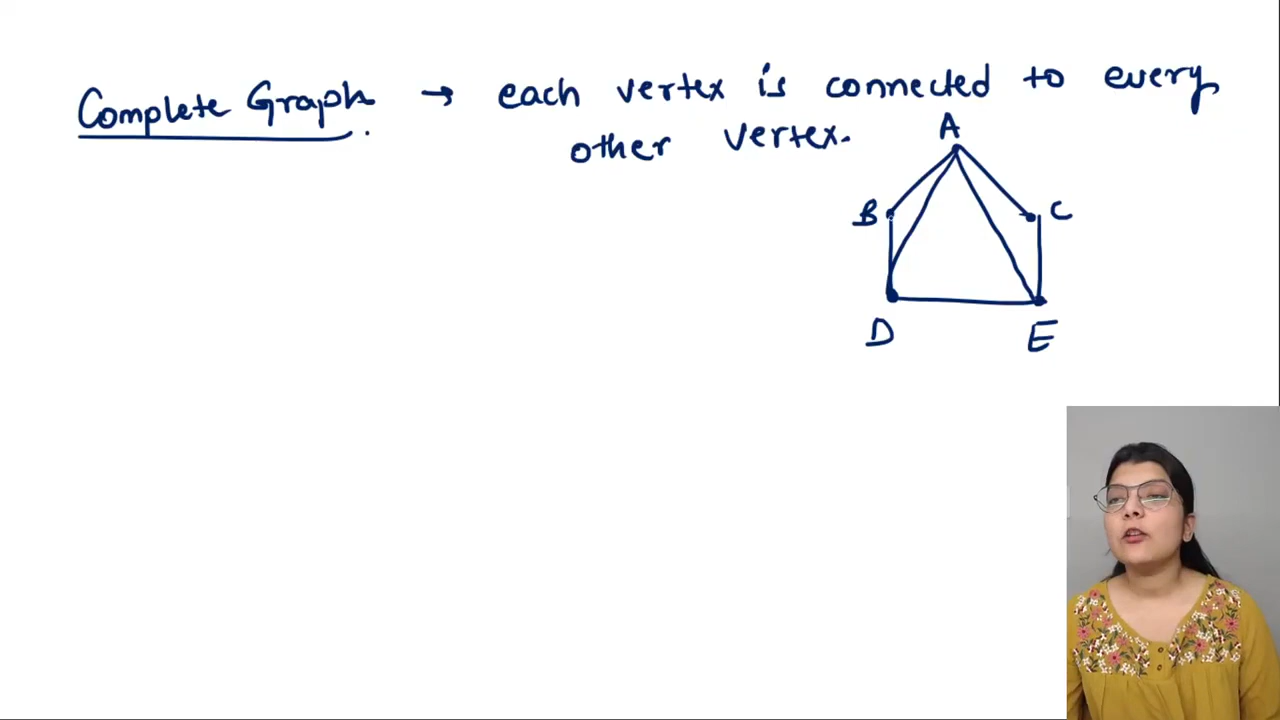 Complete Graph → each vertex is connected to every
other vertex.
A
B
C
D
E